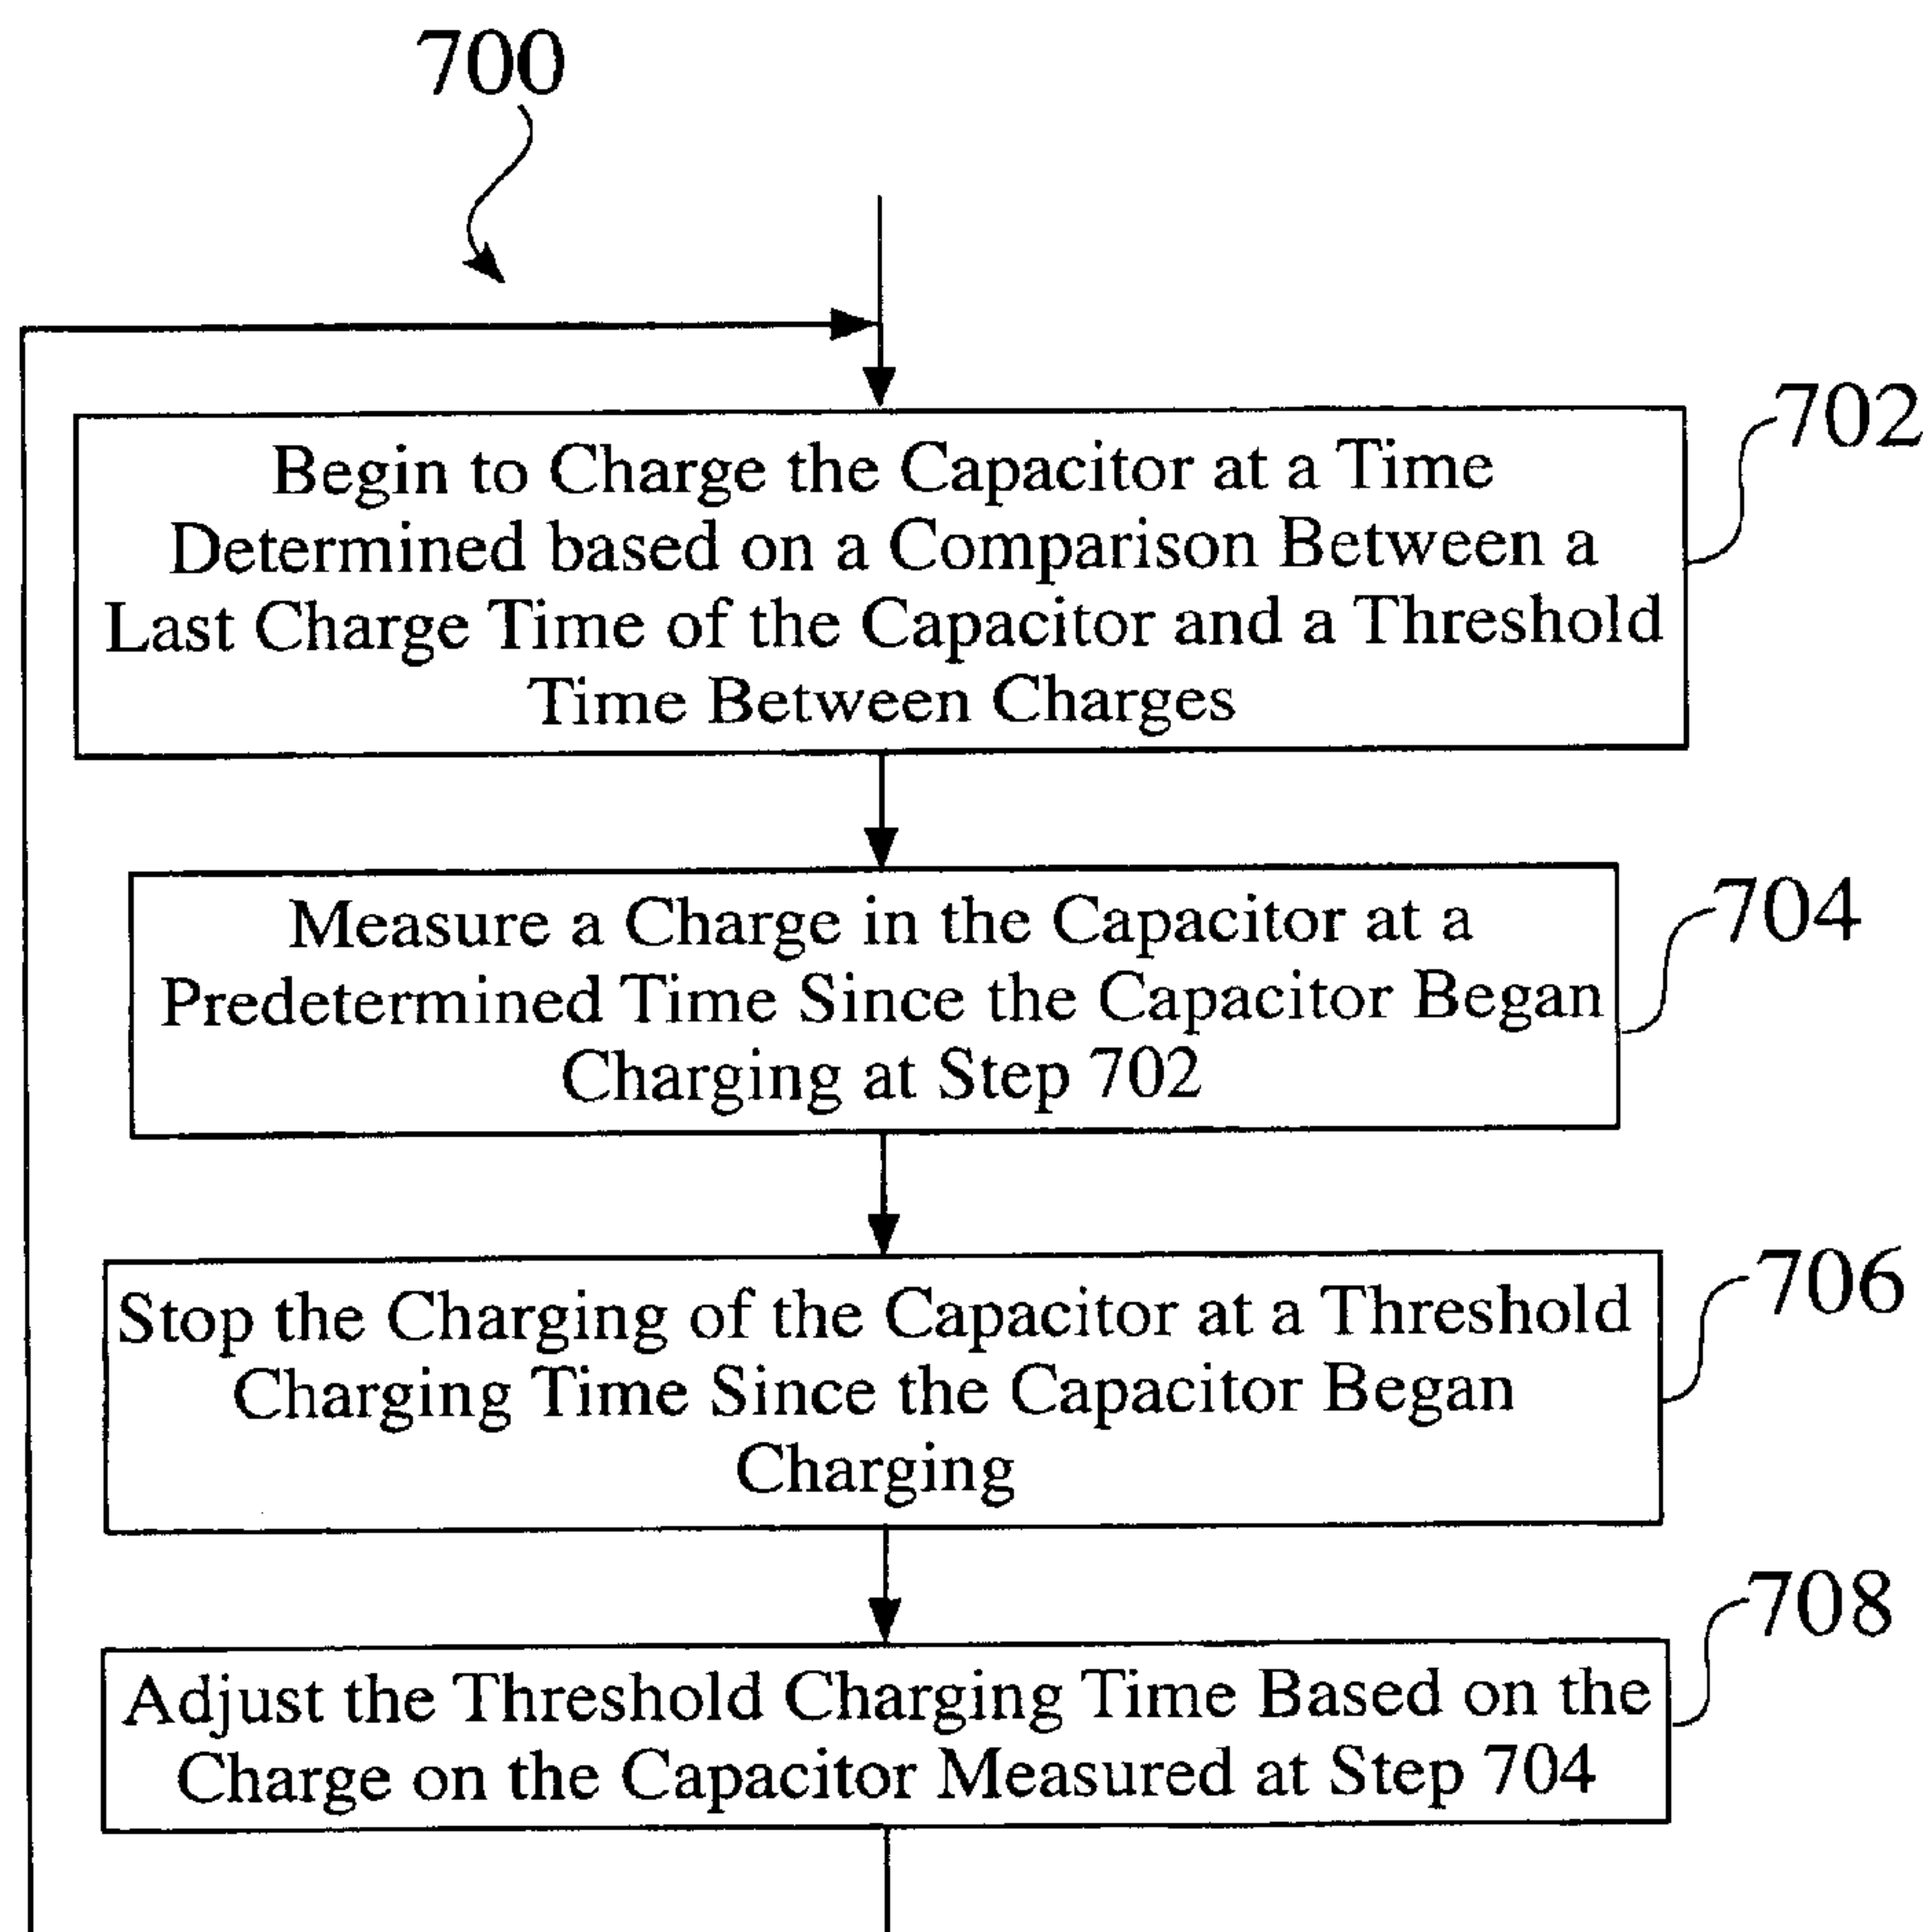 700
702
Begin to Charge the Capacitor at a Time
Determined based on a Comparison Between a
Last Charge Time of the Capacitor and a Threshold
Time Between Charges
704
Measure a Charge in the Capacitor at a
Predetermined Time Since the Capacitor Began
Charging at Step 702
706
Stop the Charging of the Capacitor at a Threshold
Charging Time Since the Capacitor Began
Charging
708
Adjust the Threshold Charging Time Based on the
Charge on the Capacitor Measured at Step 704